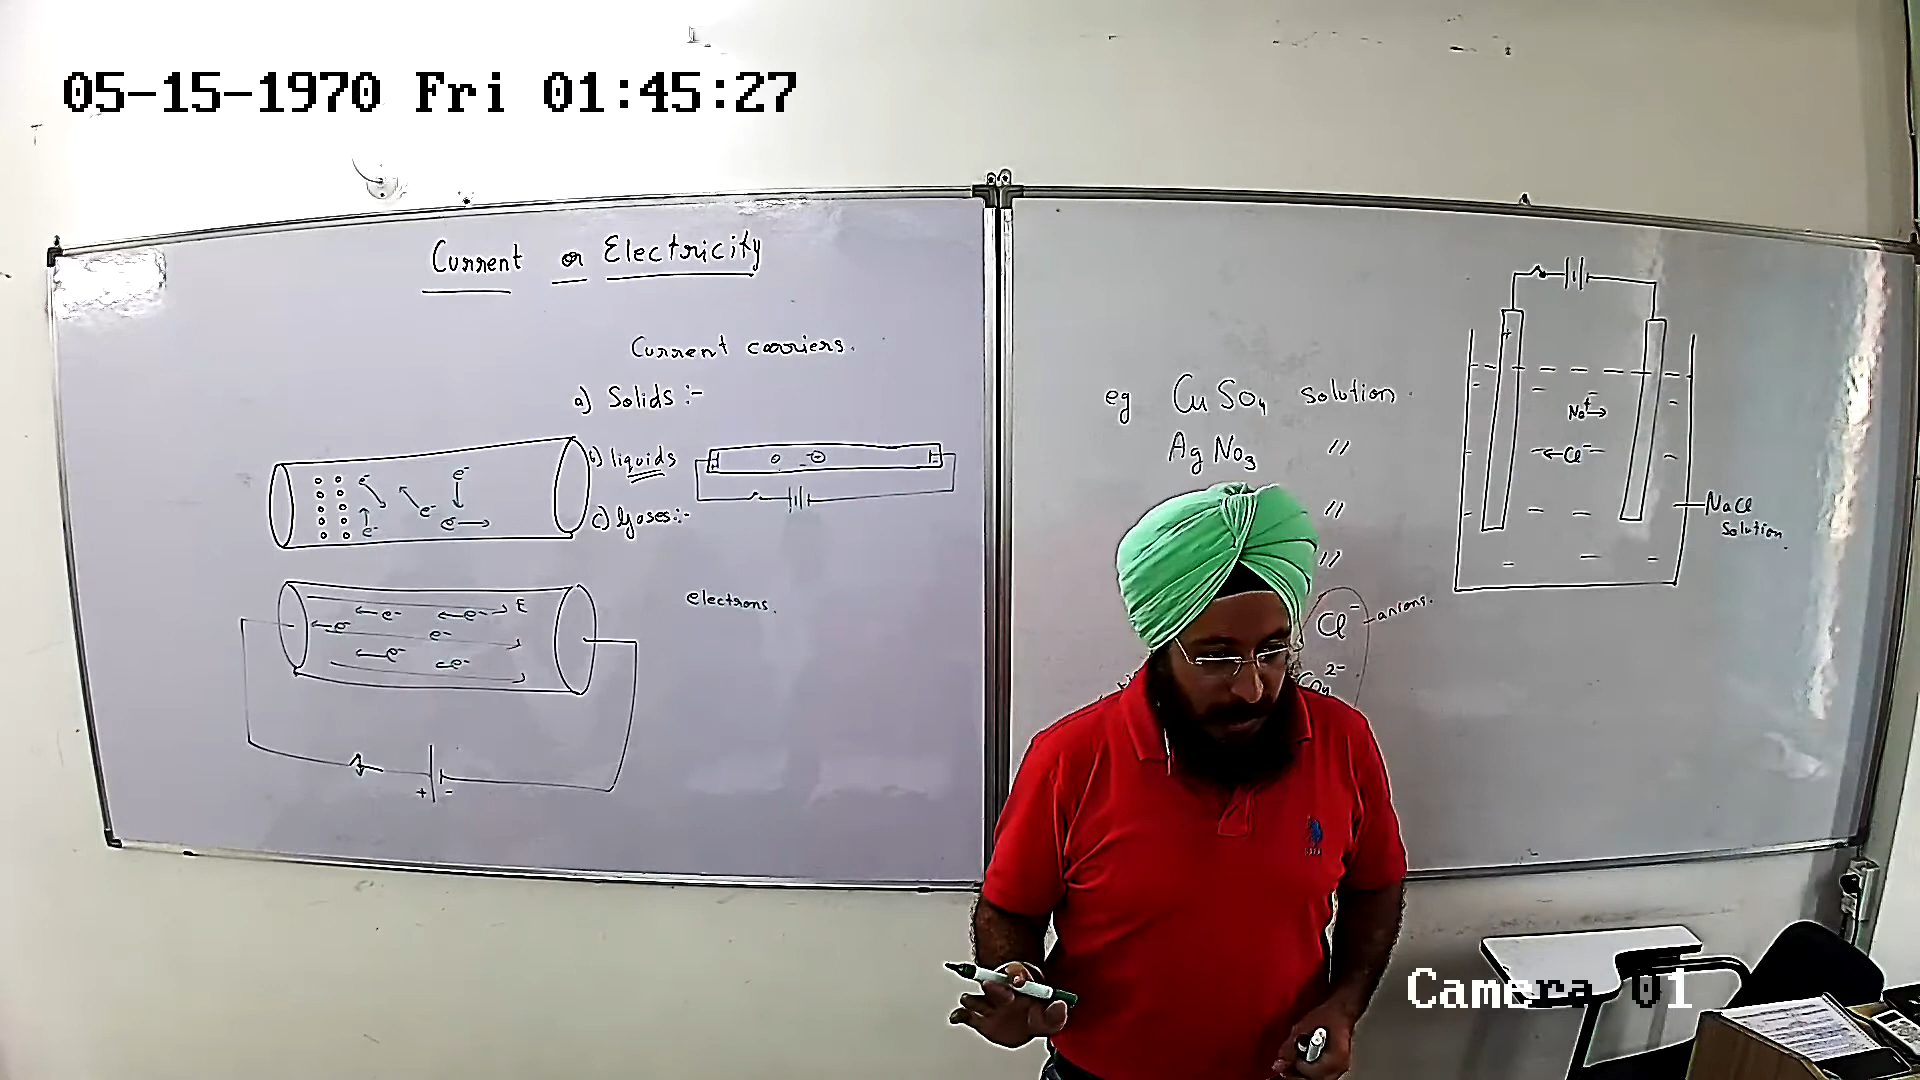 05-15-1970 Fri 01:45:27
Current or Electricity
Current carriers.
a) Solids :-
b) liquids
c) Gases:-
e-
e-
e-
e-
e-
electrons.
E
e- e-
e- e-
e- e-
+ -
eg CuSO4 solution.
AgNO3 "
"
"
Cl- anions.
2-
+
Na+
Cl-
NaCl
Solution.
Camera 01